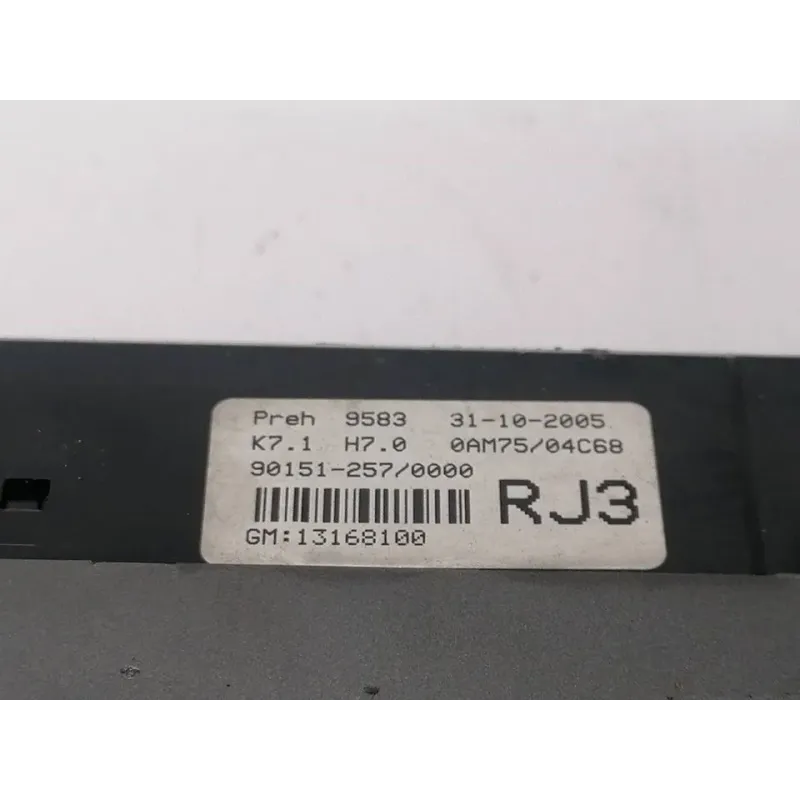 Preh 9583 31-10-2005
K7.1 H7.0 0AM75/04C68
90151-257/0000
RJ3
GM:13168100